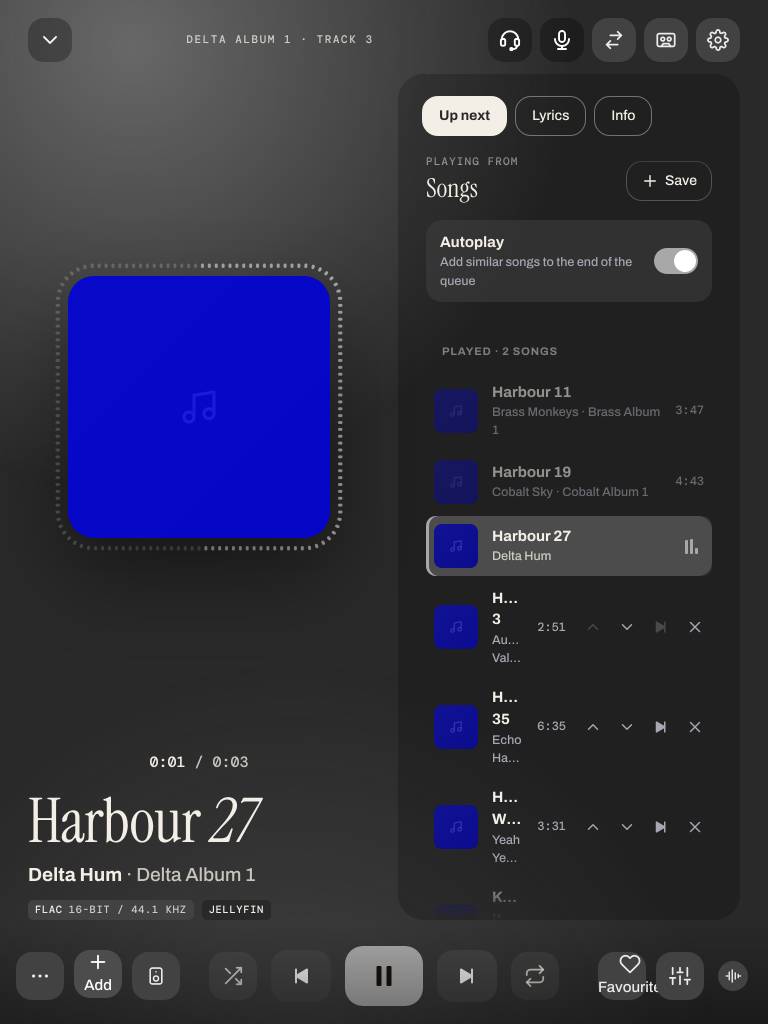 DELTA ALBUM 1 · TRACK 3
Up next
Lyrics
Info
PLAYING FROM
Songs
Save
Autoplay
Add similar songs to the end of the
queue
PLAYED · 2 SONGS
Harbour 11
Brass Monkeys · Brass Album
1
3:47
Harbour 19
Cobalt Sky · Cobalt Album 1
4:43
Harbour 27
Delta Hum
H...
3
Au...
Val...
2:51
H...
35
Echo
Ha...
6:35
H...
W...
Yeah
Ye...
3:31
K...
0:01 / 0:03
Harbour 27
Delta Hum · Delta Album 1
FLAC 16-BIT / 44.1 KHZ
JELLYFIN
Add
Favourite